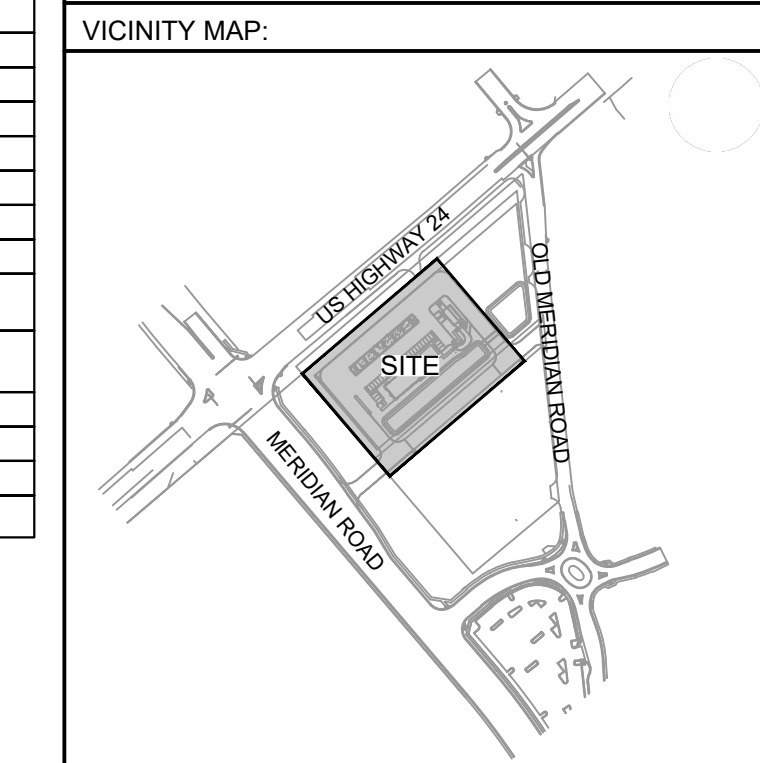 VICINITY MAP:
US HIGHWAY 24
OLD MERIDIAN ROAD
SITE
MERIDIAN ROAD